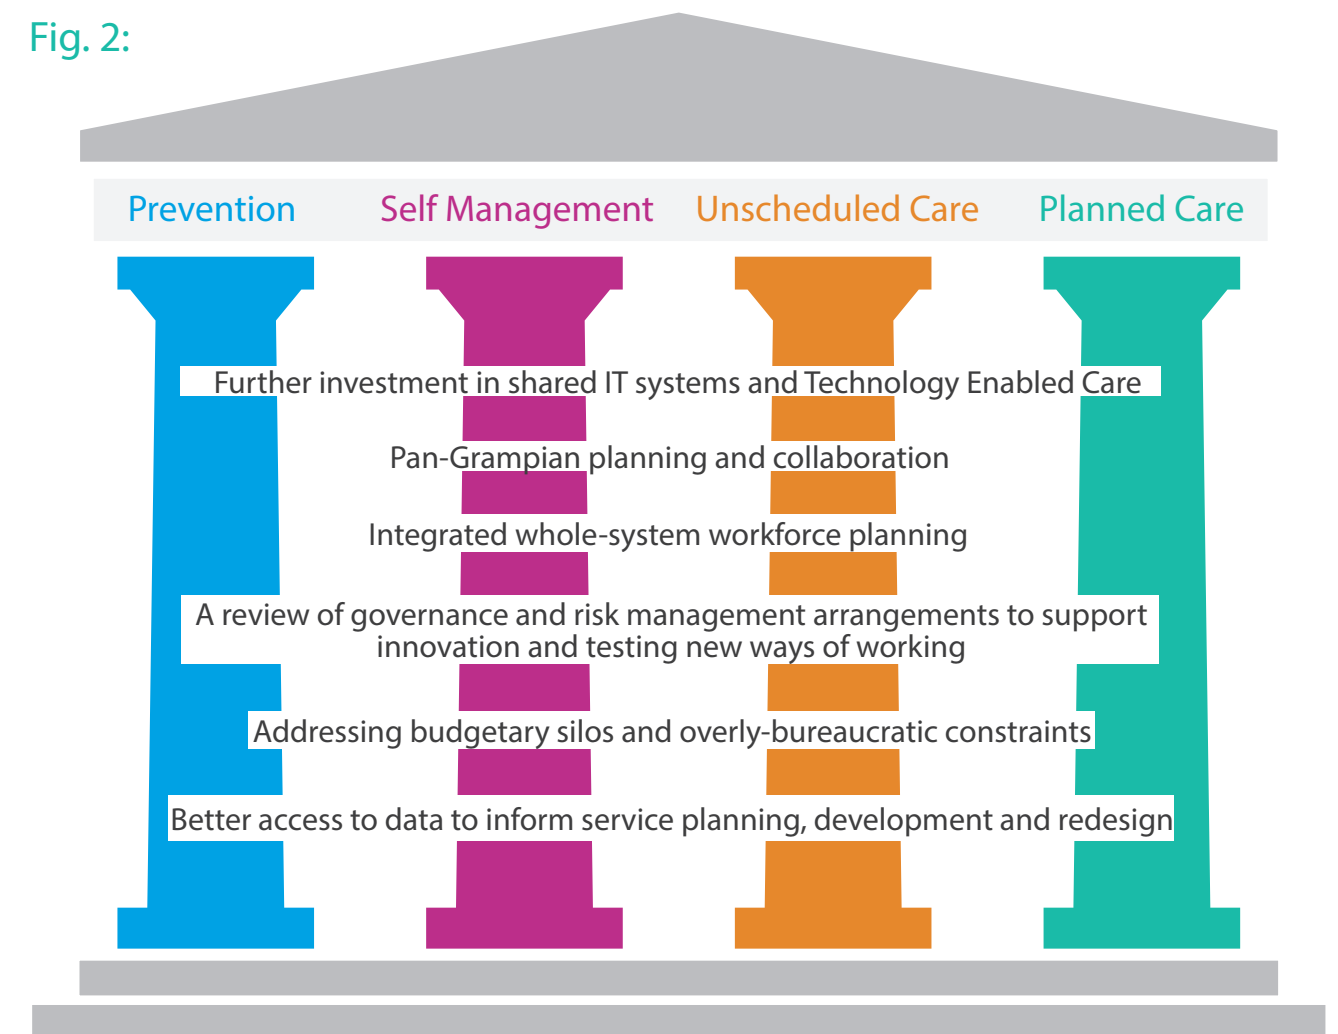 Fig. 2:
Prevention
Self Management
Unscheduled Care
Planned Care
Further investment in shared IT systems and Technology Enabled Care
Pan-Grampian planning and collaboration
Integrated whole-system workforce planning
A review of governance and risk management arrangements to support
innovation and testing new ways of working
Addressing budgetary silos and overly-bureaucratic constraints
Better access to data to inform service planning, development and redesign